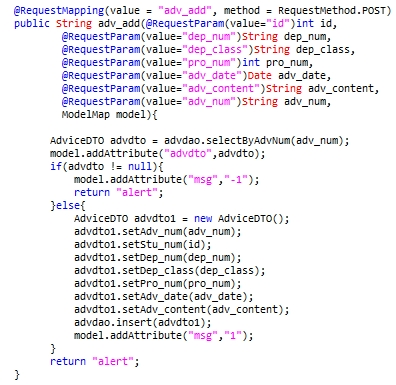 @RequestMapping(value = "adv_add", method = RequestMethod.POST)
public String adv_add(@RequestParam(value="id")int id,
@RequestParam(value="dep_num")String dep_num,
@RequestParam(value="dep_class")String dep_class,
@RequestParam(value="pro_num")int pro_num,
@RequestParam(value="adv_date")Date adv_date,
@RequestParam(value="adv_content")String adv_content,
@RequestParam(value="adv_num")String adv_num,
ModelMap model){
AdviceDTO advdto = advdao.selectByAdvNum(adv_num);
model.addAttribute("advdto",advdto);
if(advdto != null){
model.addAttribute("msg","-1");
return "alert";
}else{
AdviceDTO advdto1 = new AdviceDTO();
advdto1.setAdv_num(adv_num);
advdto1.setStu_num(id);
advdto1.setDep_num(dep_num);
advdto1.setDep_class(dep_class);
advdto1.setPro_num(pro_num);
advdto1.setAdv_date(adv_date);
advdto1.setAdv_content(adv_content);
advdao.insert(advdto1);
model.addAttribute("msg","1");
}
return "alert";
}